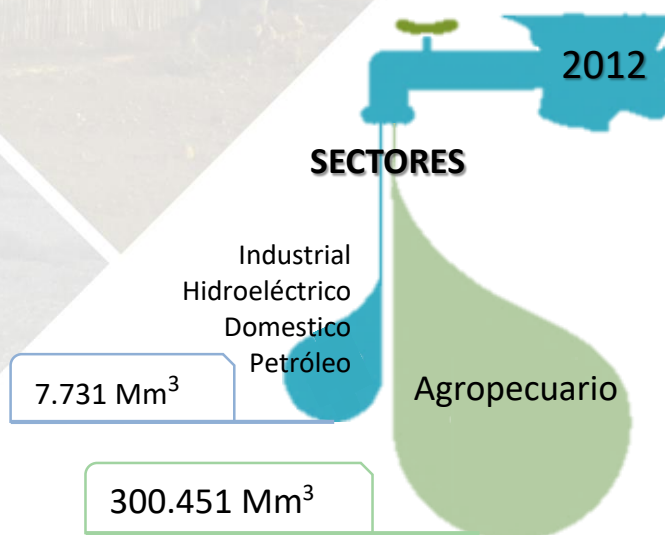 2012
SECTORES
Industrial
Hidroeléctrico
Domestico
Petróleo
7.731 Mm³
Agropecuario
300.451 Mm³